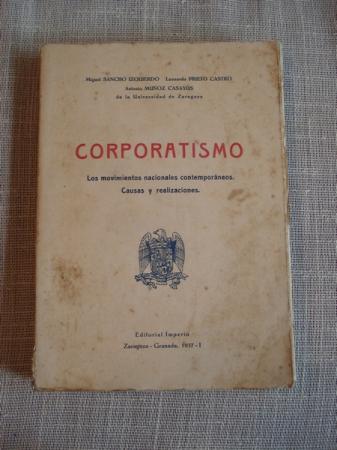 Miguel SANCHO IZQUIERDO Leonardo PRIETO CASTRO
Antonio MUÑOZ CASAYÚS
de la Universidad de Zaragoza
CORPORATISMO
Los movimientos nacionales contemporáneos.
Causas y realizaciones.
Editorial Imperio
Zaragoza - Granada, 1937 - I